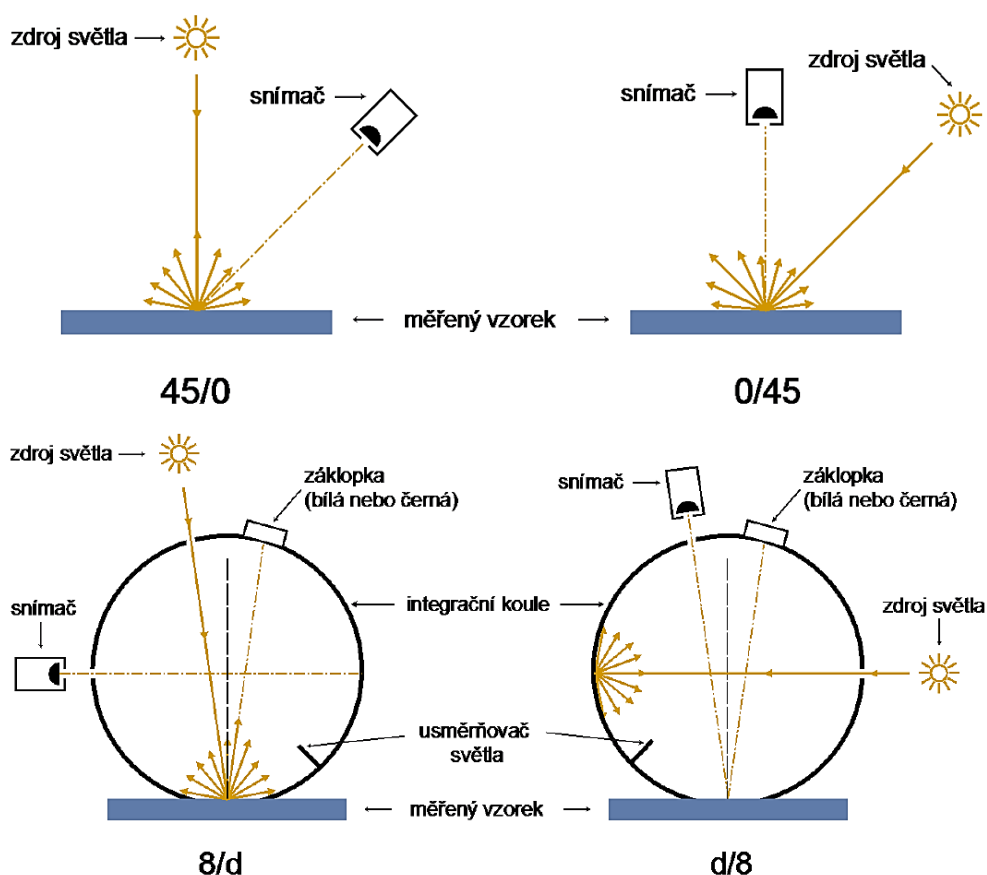 zdroj světla
snímač
snímač
zdroj světla
měřený vzorek
45/0
0/45
zdroj světla
záklopka
(bílá nebo černá)
snímač
záklopka
(bílá nebo černá)
snímač
integrační koule
zdroj světla
usměrňovač
světla
měřený vzorek
8/d
d/8